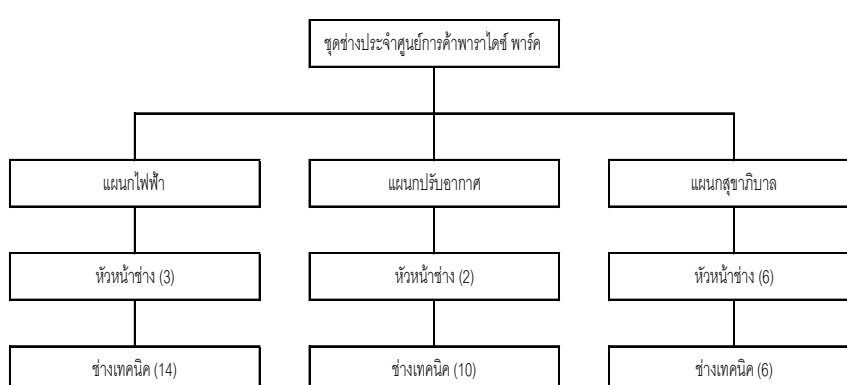 ชุดช่างประจำศูนย์การค้าพาราไดซ์ พาร์ค
แผนกไฟฟ้า
แผนกปรับอากาศ
แผนกสุขาภิบาล
หัวหน้าช่าง (3)
หัวหน้าช่าง (2)
หัวหน้าช่าง (6)
ช่างเทคนิค (14)
ช่างเทคนิค (10)
ช่างเทคนิค (6)